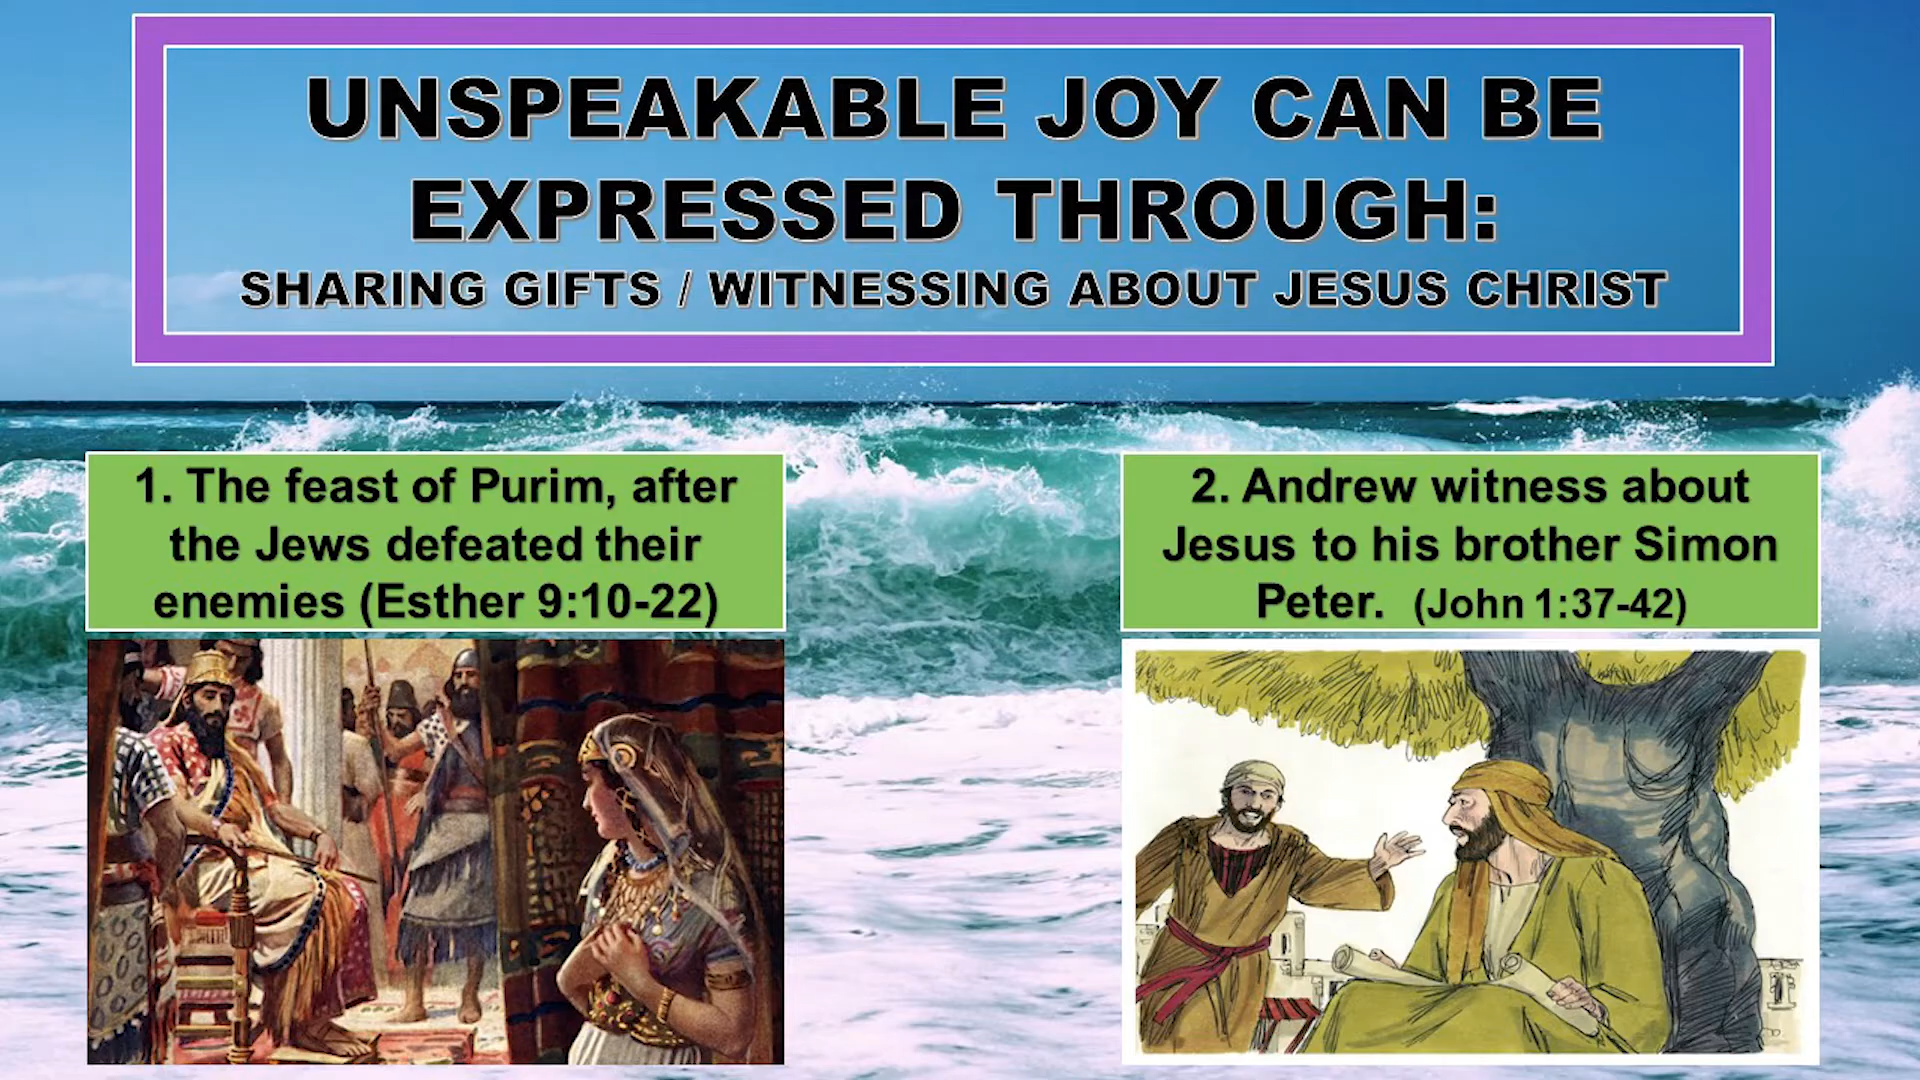 UNSPEAKABLE JOY CAN BE
EXPRESSED THROUGH:
SHARING GIFTS / WITNESSING ABOUT JESUS CHRIST
1. The feast of Purim, after
the Jews defeated their
enemies (Esther 9:10-22)
2. Andrew witness about
Jesus to his brother Simon
Peter. (John 1:37-42)